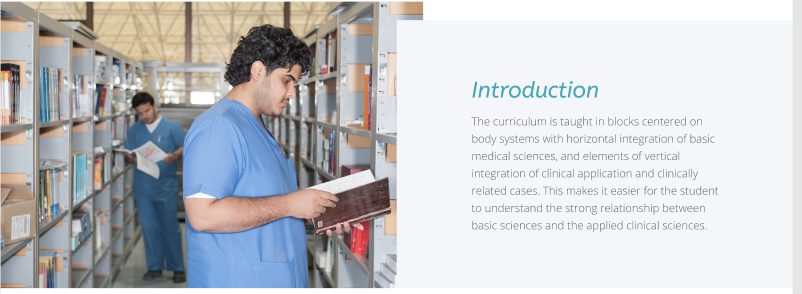 Introduction
The curriculum is taught in blocks centered on
body systems with horizontal integration of basic
medical sciences, and elements of vertical
integration of clinical application and clinically
related cases. This makes it easier for the student
to understand the strong relationship between
basic sciences and the applied clinical sciences.